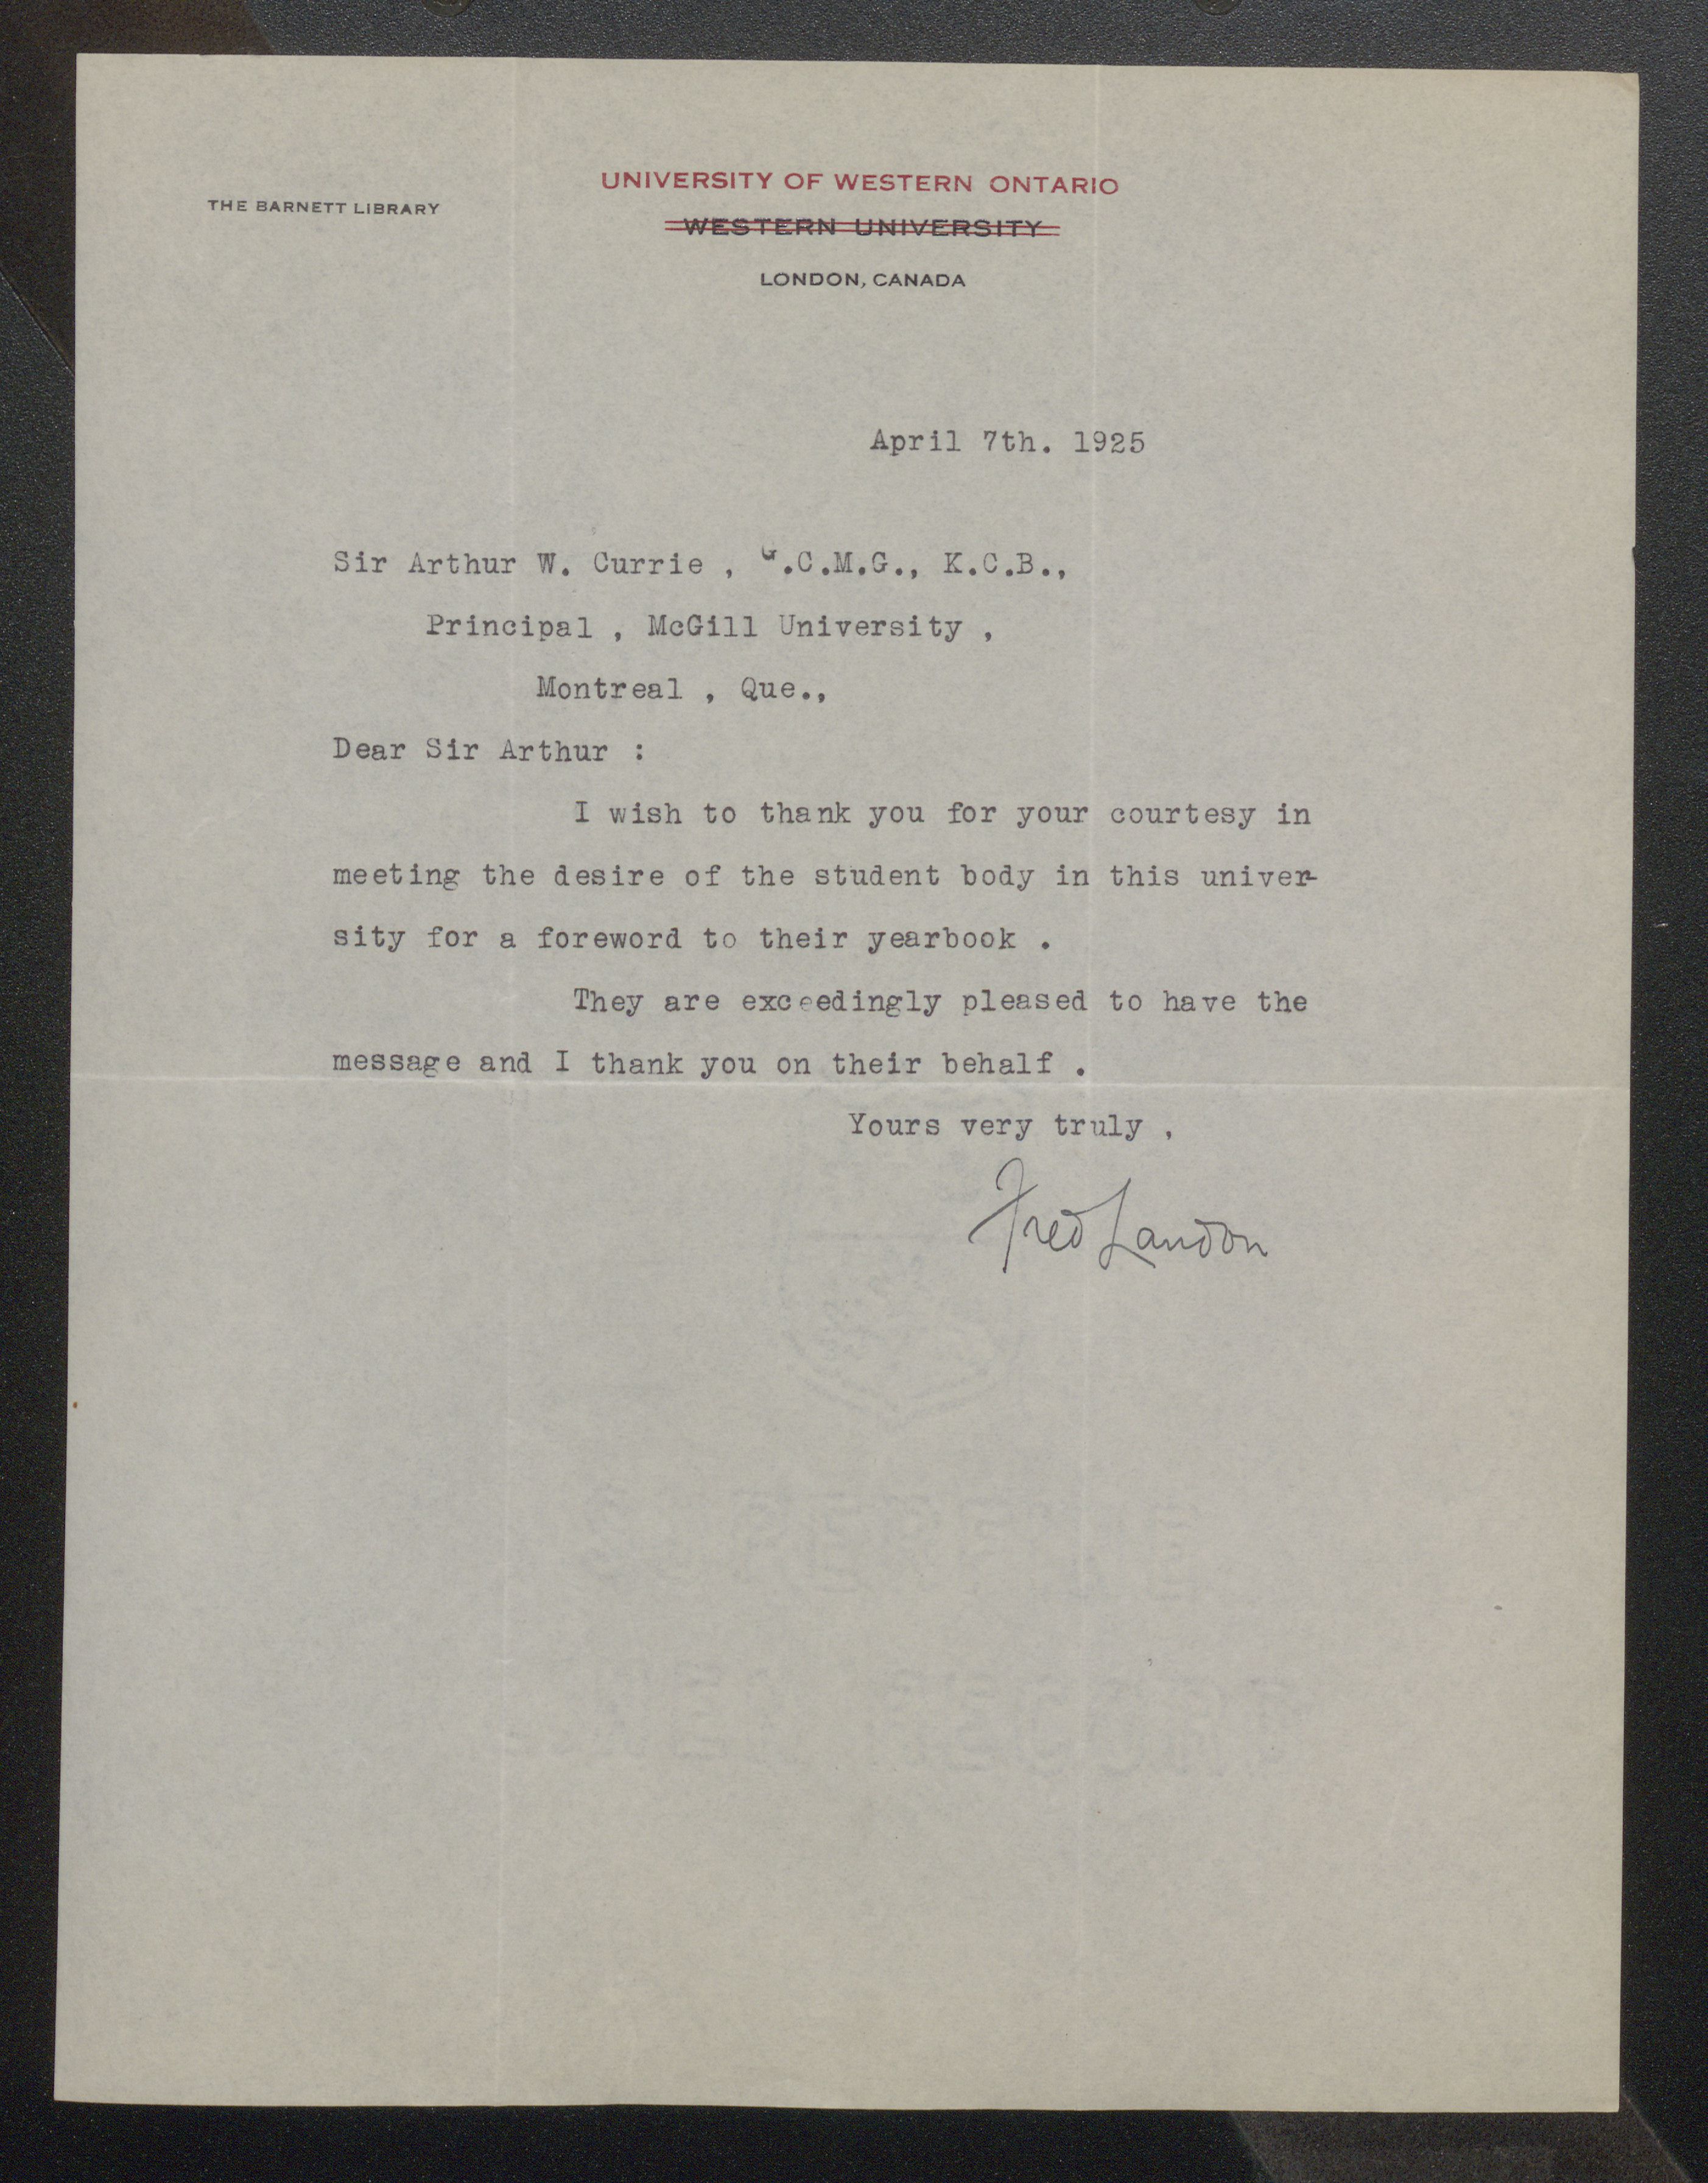 THE BARNETT LIBRARY
UNIVERSITY OF WESTERN ONTARIO
WESTERN UNIVERSITY
LONDON, CANADA
April 7th. 1925
Sir Arthur W. Currie , G.C.M.G., K.C.B.,
Principal , McGill University ,
Montreal , Que.,
Dear Sir Arthur :
I wish to thank you for your courtesy in
meeting the desire of the student body in this univer-
sity for a foreword to their yearbook .
They are exceedingly pleased to have the
message and I thank you on their behalf .
Yours very truly ,
Fred Landon